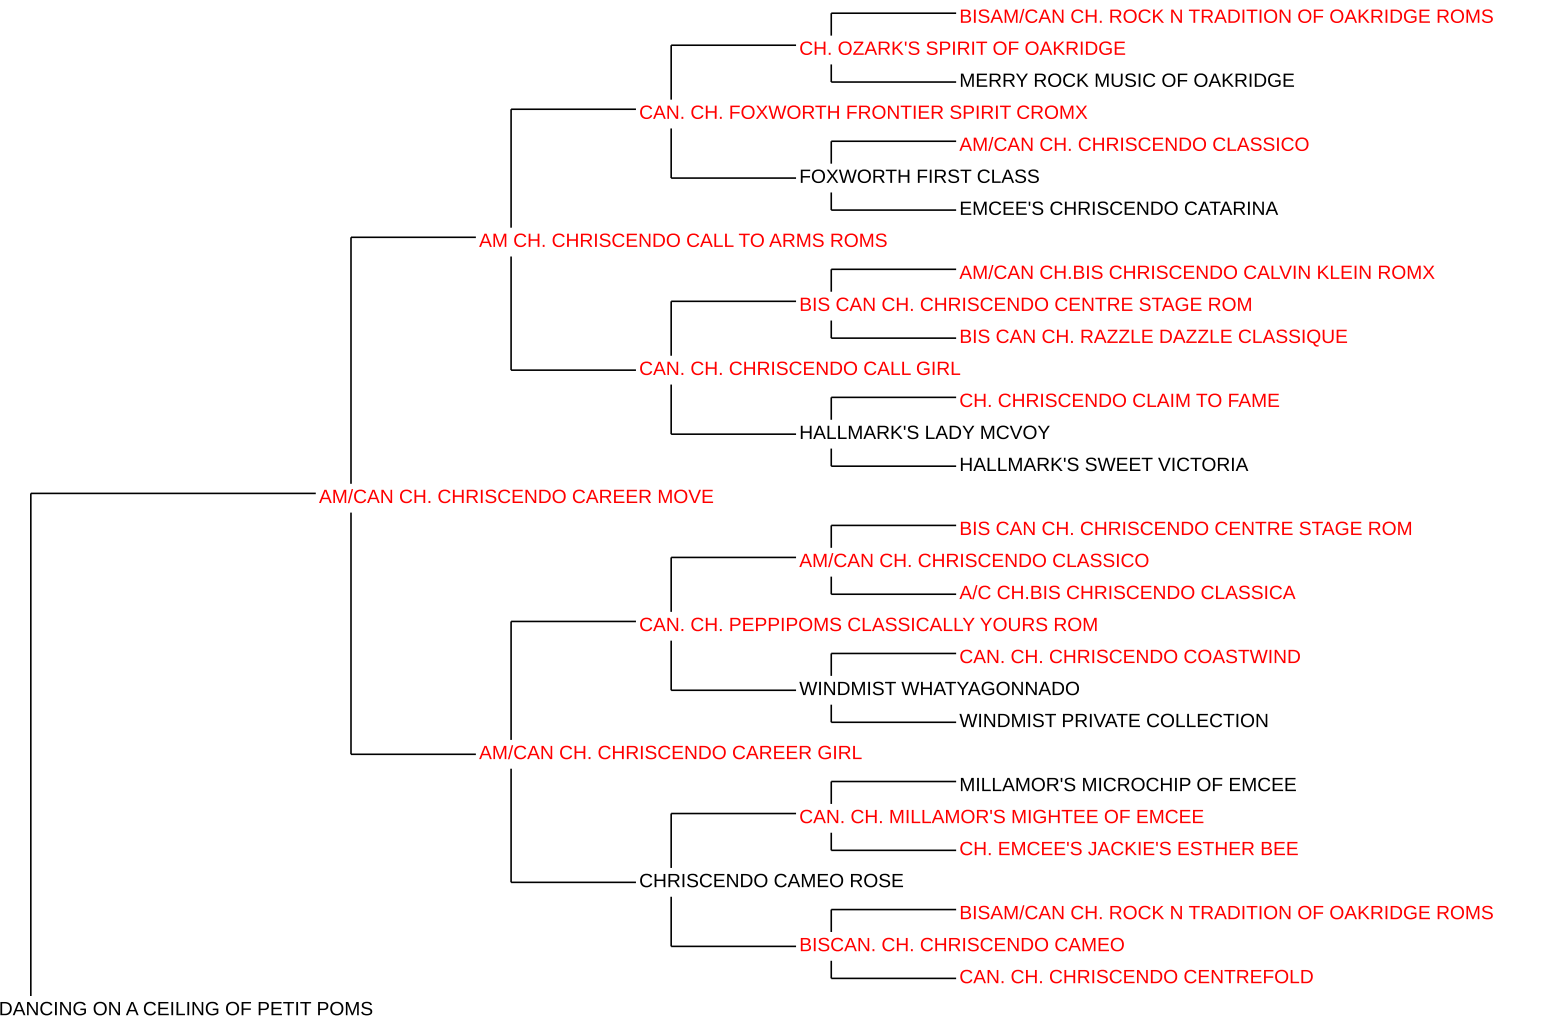 BISAM/CAN CH. ROCK N TRADITION OF OAKRIDGE ROMS
CH. OZARK'S SPIRIT OF OAKRIDGE
MERRY ROCK MUSIC OF OAKRIDGE
CAN. CH. FOXWORTH FRONTIER SPIRIT CROMX
AM/CAN CH. CHRISCENDO CLASSICO
FOXWORTH FIRST CLASS
EMCEE'S CHRISCENDO CATARINA
AM CH. CHRISCENDO CALL TO ARMS ROMS
AM/CAN CH.BIS CHRISCENDO CALVIN KLEIN ROMX
BIS CAN CH. CHRISCENDO CENTRE STAGE ROM
BIS CAN CH. RAZZLE DAZZLE CLASSIQUE
CAN. CH. CHRISCENDO CALL GIRL
CH. CHRISCENDO CLAIM TO FAME
HALLMARK'S LADY MCVOY
HALLMARK'S SWEET VICTORIA
AM/CAN CH. CHRISCENDO CAREER MOVE
BIS CAN CH. CHRISCENDO CENTRE STAGE ROM
AM/CAN CH. CHRISCENDO CLASSICO
A/C CH.BIS CHRISCENDO CLASSICA
CAN. CH. PEPPIPOMS CLASSICALLY YOURS ROM
CAN. CH. CHRISCENDO COASTWIND
WINDMIST WHATYAGONNADO
WINDMIST PRIVATE COLLECTION
AM/CAN CH. CHRISCENDO CAREER GIRL
MILLAMOR'S MICROCHIP OF EMCEE
CAN. CH. MILLAMOR'S MIGHTEE OF EMCEE
CH. EMCEE'S JACKIE'S ESTHER BEE
CHRISCENDO CAMEO ROSE
BISAM/CAN CH. ROCK N TRADITION OF OAKRIDGE ROMS
BISCAN. CH. CHRISCENDO CAMEO
CAN. CH. CHRISCENDO CENTREFOLD
DANCING ON A CEILING OF PETIT POMS